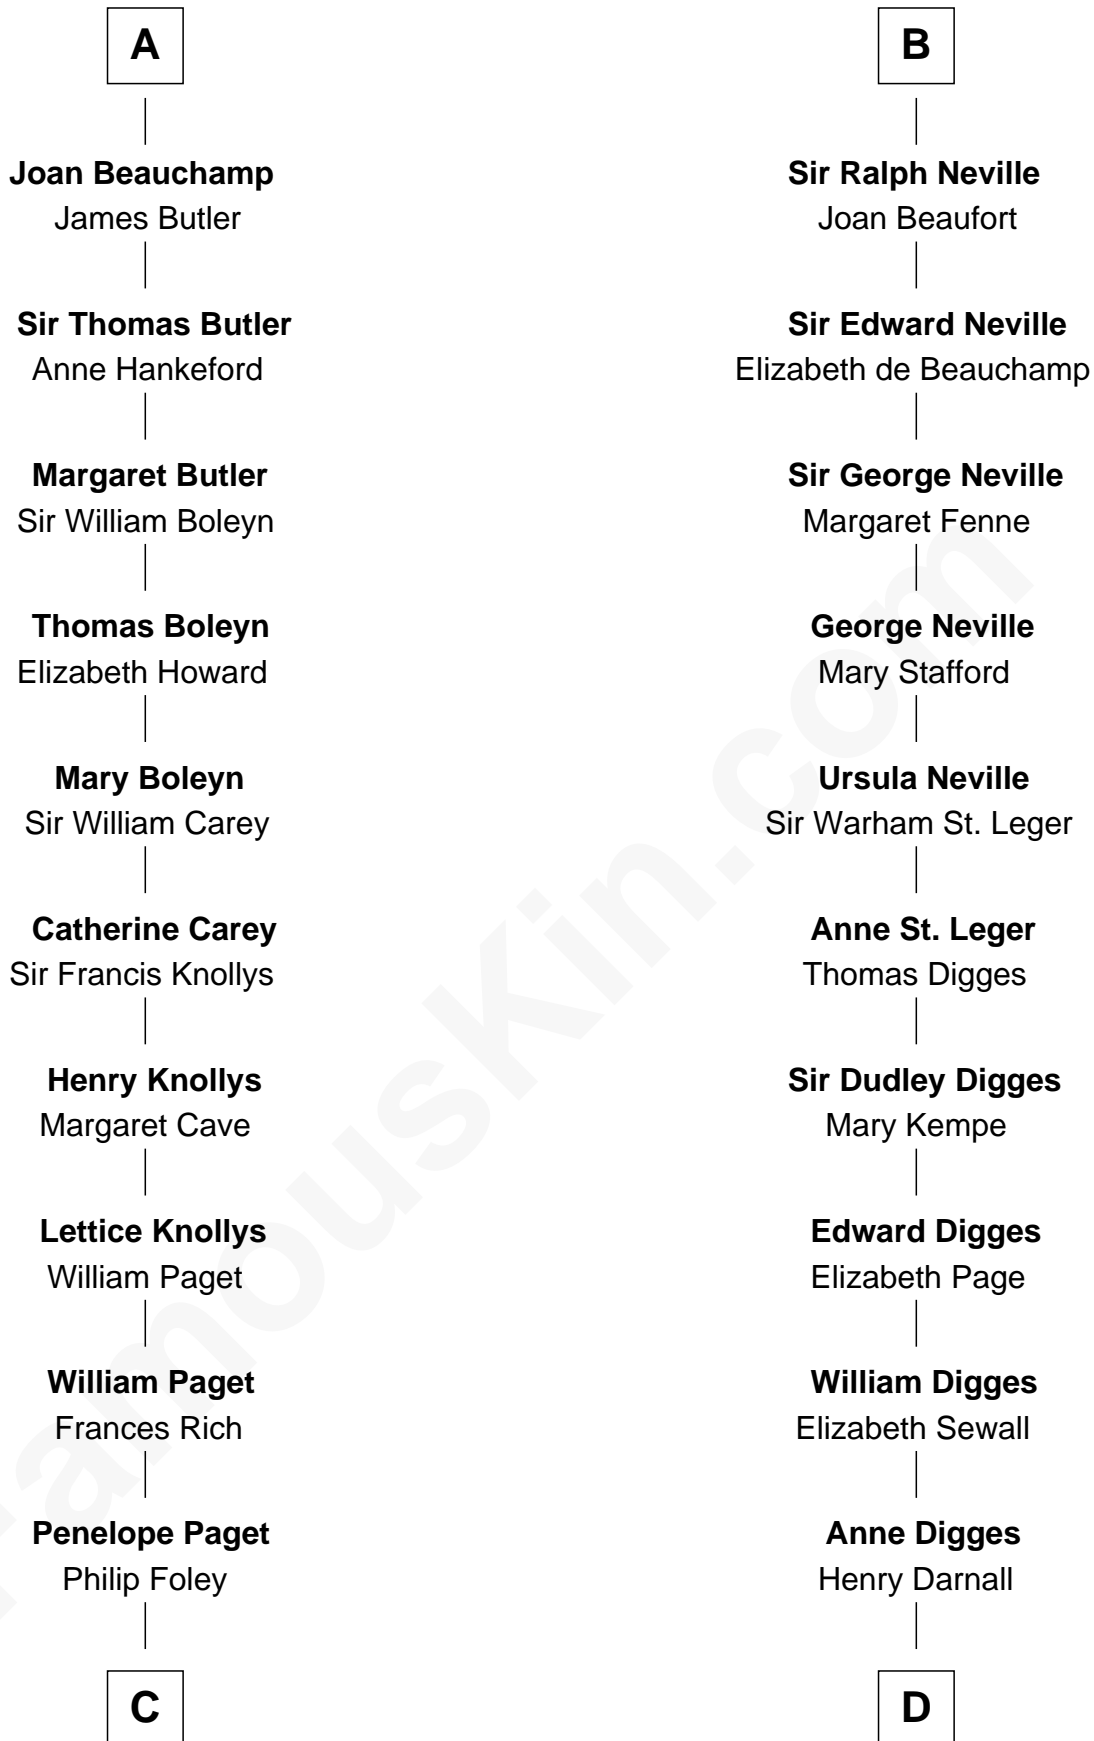 A
Joan Beauchamp
James Butler
Sir Thomas Butler
Anne Hankeford
Margaret Butler
Sir William Boleyn
Thomas Boleyn
Elizabeth Howard
Mary Boleyn
Sir William Carey
Catherine Carey
Sir Francis Knollys
Henry Knollys
Margaret Cave
Lettice Knollys
William Paget
William Paget
Frances Rich
Penelope Paget
Philip Foley
C
B
Sir Ralph Neville
Joan Beaufort
Sir Edward Neville
Elizabeth de Beauchamp
Sir George Neville
Margaret Fenne
George Neville
Mary Stafford
Ursula Neville
Sir Warham St. Leger
Anne St. Leger
Thomas Digges
Sir Dudley Digges
Mary Kempe
Edward Digges
Elizabeth Page
William Digges
Elizabeth Sewall
Anne Digges
Henry Darnall
D
FamousKin.com